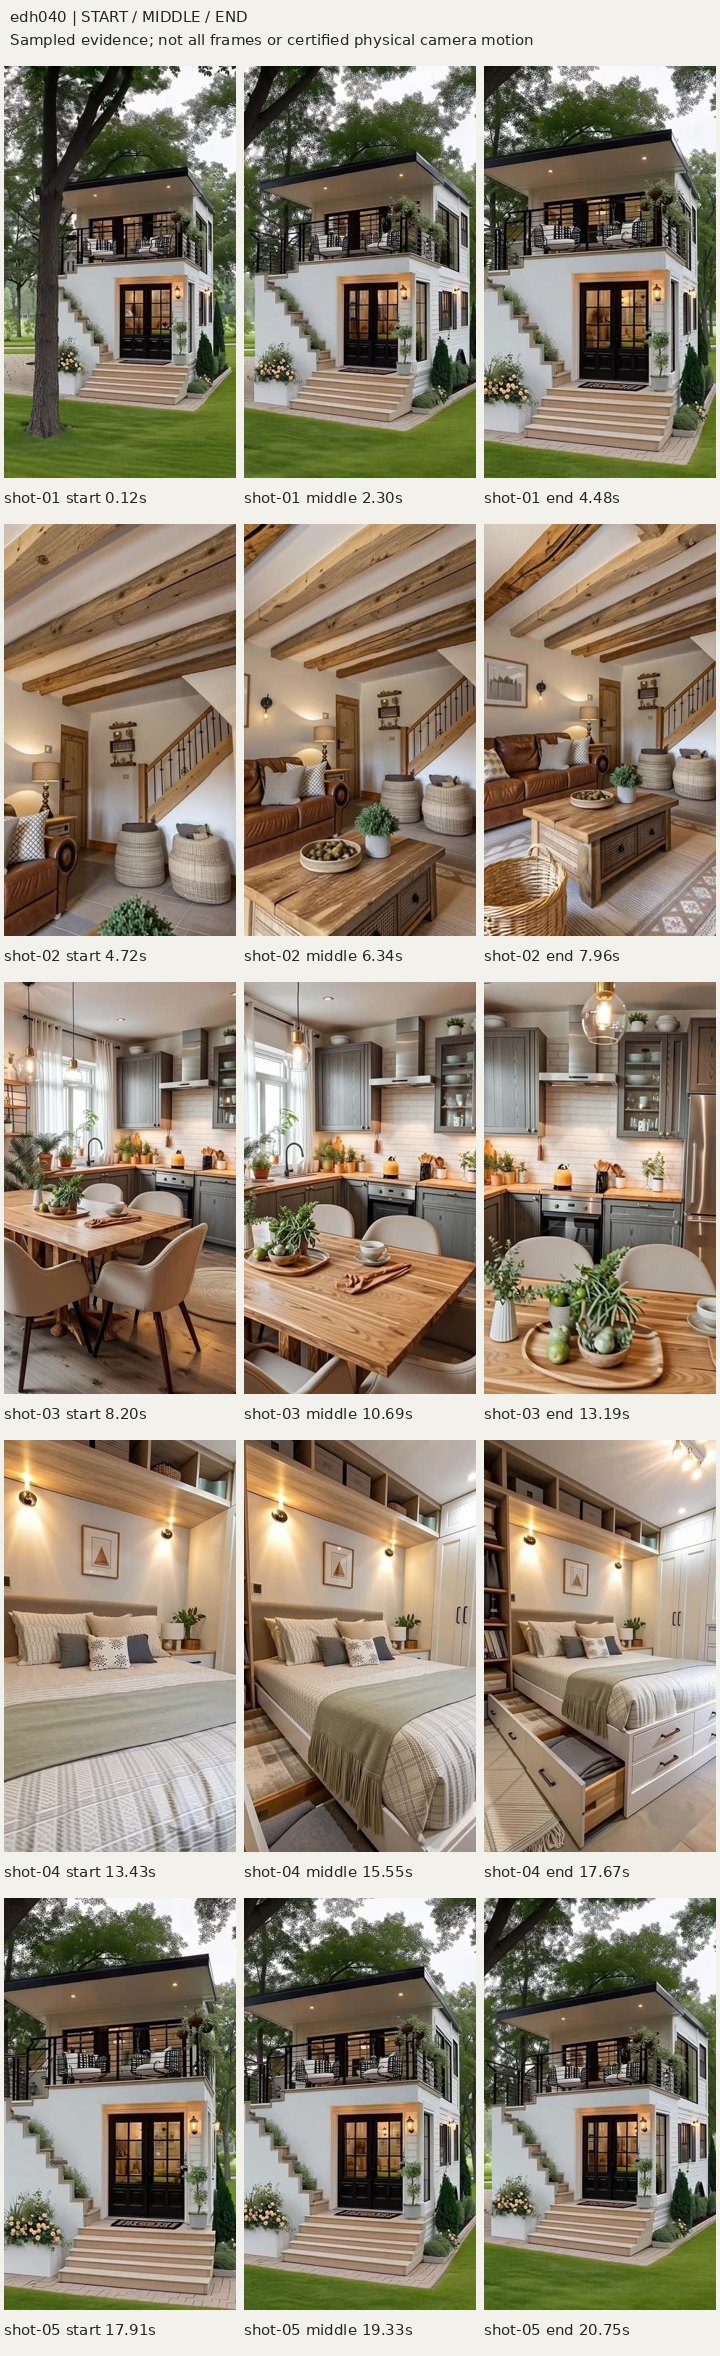 edh040 | START / MIDDLE / END
Sampled evidence; not all frames or certified physical camera motion
shot-01 start 0.12s
shot-01 middle 2.30s
shot-01 end 4.48s
shot-02 start 4.72s
shot-02 middle 6.34s
shot-02 end 7.96s
shot-03 start 8.20s
shot-03 middle 10.69s
shot-03 end 13.19s
shot-04 start 13.43s
shot-04 middle 15.55s
shot-04 end 17.67s
shot-05 start 17.91s
shot-05 middle 19.33s
shot-05 end 20.75s